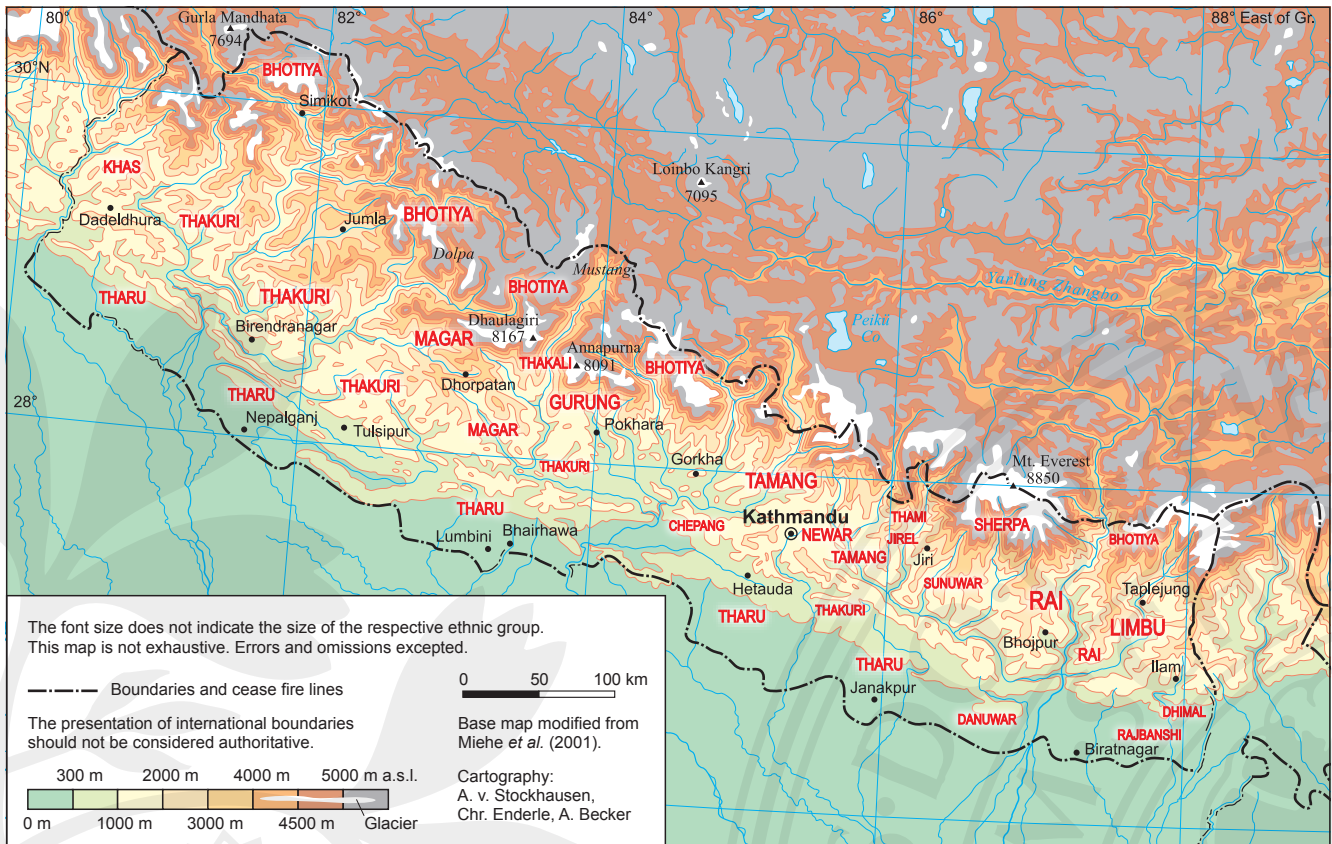 80°
82°
84°
86°
88° East of Gr.
Gurla Mandhata
7694
30°N
BHOTIYA
Simikot
KHAS
Loinbo Kangri
7095
Dadeldhura
THAKURI
Jumla
BHOTIYA
Dolpa
Mustang
BHOTIYA
Yarlung Zhangbo
THARU
THAKURI
Birendranagar
MAGAR
Dhaulagiri
8167
Peikü
Co
Annapurna
8091
THAKALI
BHOTIYA
THAKURI
Dhorpatan
THARU
GURUNG
28°
Nepalganj
Tulsipur
MAGAR
Pokhara
THAKURI
Gorkha
TAMANG
Mt. Everest
8850
THARU
CHEPANG
Kathmandu
NEWAR
THAMI
JIREL
SHERPA
BHOTIYA
Lumbini
Bhairhawa
TAMANG
Jiri
Hetauda
SUNUWAR
Taplejung
THARU
THAKURI
RAI
LIMBU
Bhojpur
RAI
THARU
Ilam
Janakpur
DANUWAR
DHIMAL
RAJBANSHI
Biratnagar
The font size does not indicate the size of the respective ethnic group.
This map is not exhaustive. Errors and omissions excepted.
Boundaries and cease fire lines
0 50 100 km
The presentation of international boundaries
should not be considered authoritative.
Base map modified from
Miehe et al. (2001).
300 m 2000 m 4000 m 5000 m a.s.l.
0 m 1000 m 3000 m 4500 m Glacier
Cartography:
A. v. Stockhausen,
Chr. Enderle, A. Becker